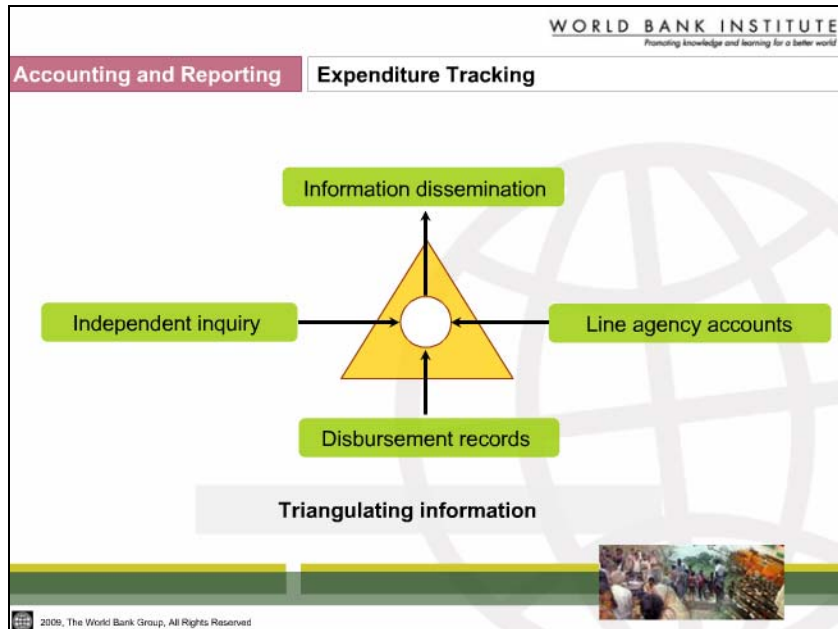 WORLD BANK INSTITUTE
Promoting knowledge and learning for a better world
Accounting and Reporting
Expenditure Tracking
Information dissemination
Independent inquiry
Line agency accounts
Disbursement records
Triangulating information
2009, The World Bank Group, All Rights Reserved